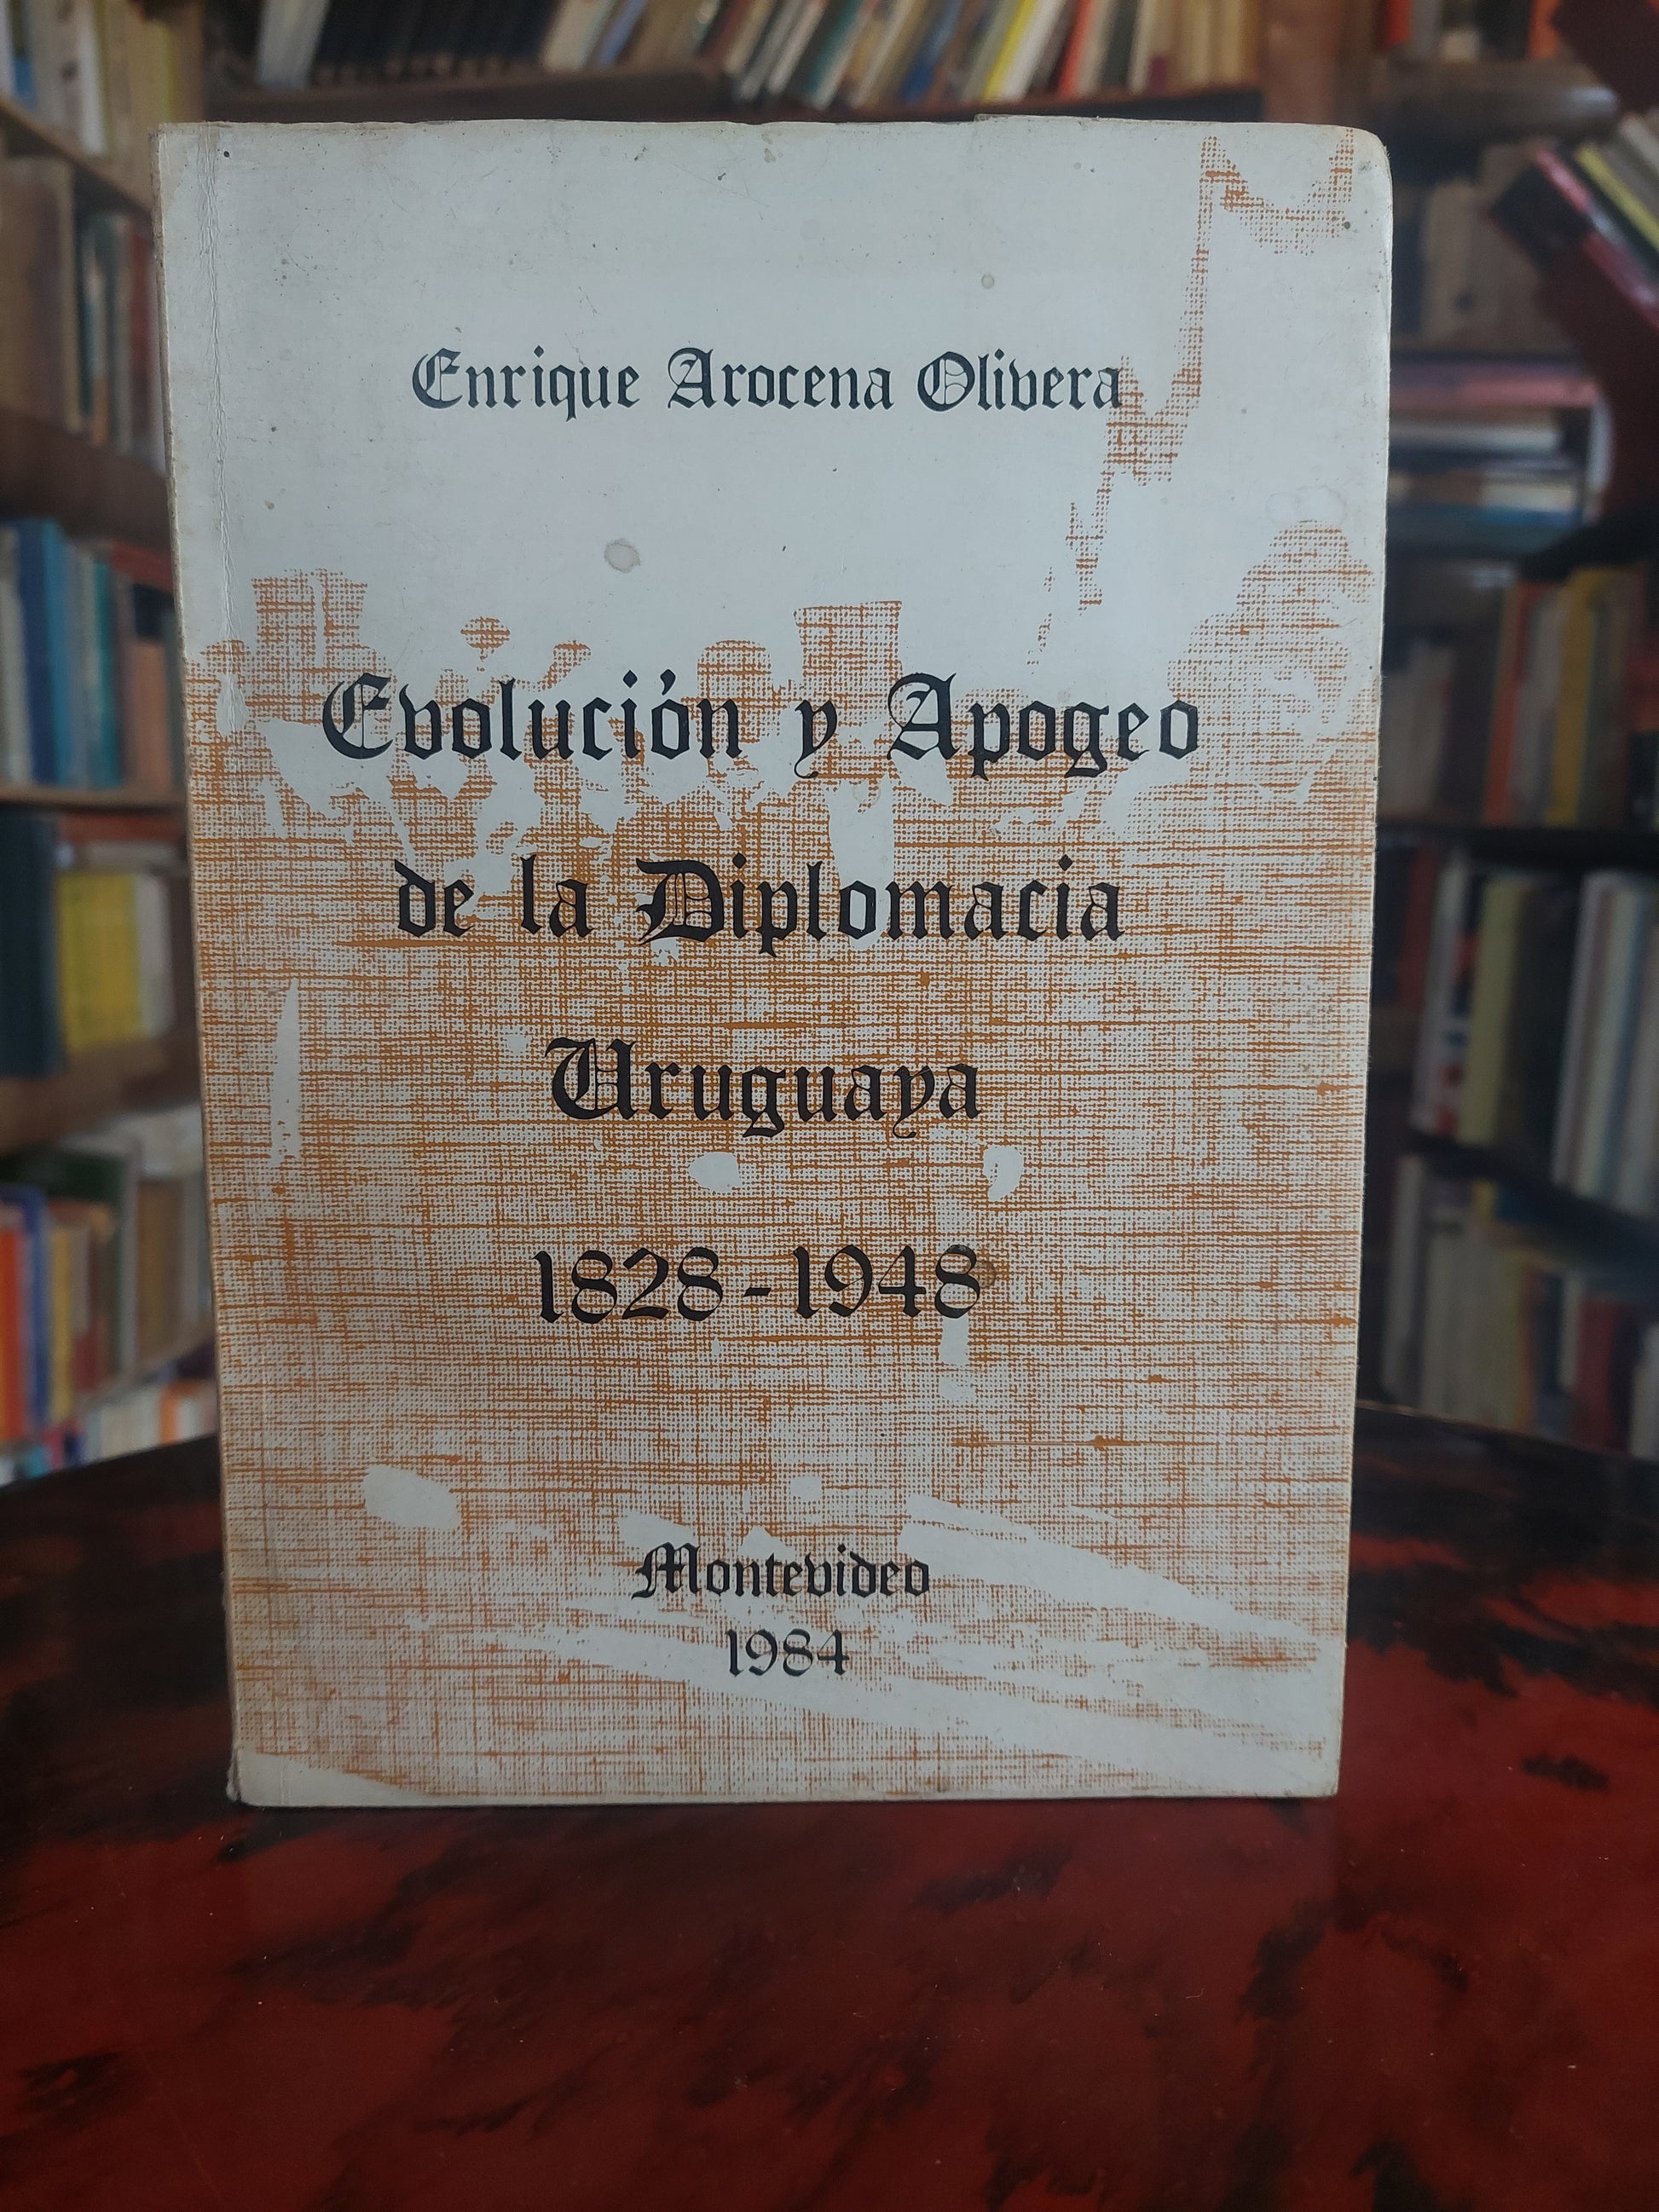 Enrique Arocena Olivera
Evolución y Apogeo
de la Diplomacia
Uruguaya
1828-1948
Montevideo
1984